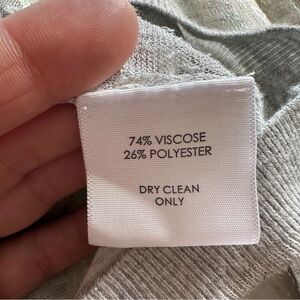 74% VISCOSE
26% POLYESTER
DRY CLEAN
ONLY